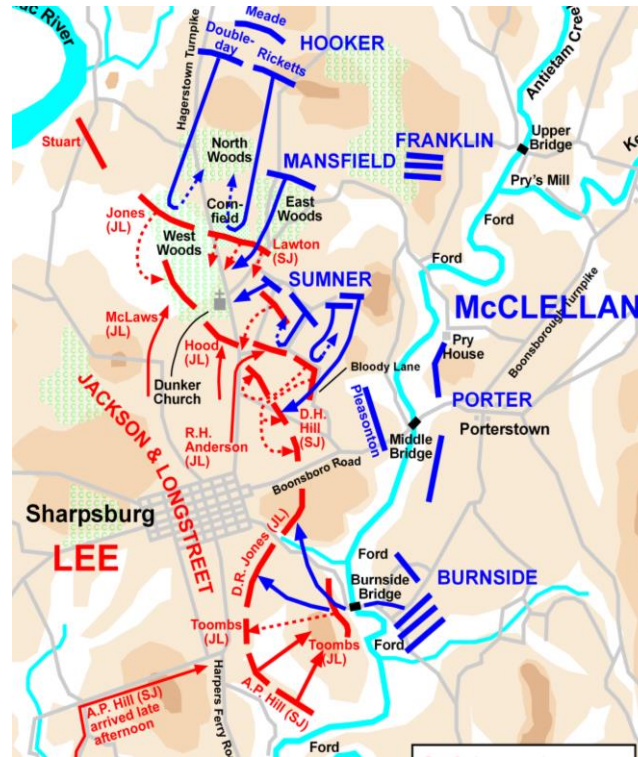 ac River
Meade
HOOKER
Double-
day
Ricketts
Hagerstown Turnpike
Antietam Creek
Stuart
North
Woods
FRANKLIN
MANSFIELD
Upper
Bridge
Pry's Mill
Ke
Jones
(JL)
Corn-
field
East
Woods
Ford
West
Woods
Lawton
(SJ)
Ford
SUMNER
McCLELLAN
McLaws
(JL)
Hood
(JL)
Pry
House
Boonsborough Turnpike
Dunker
Church
Bloody Lane
PORTER
Pleasonton
Porterstown
JACKSON & LONGSTREET
R.H.
Anderson
(JL)
D.H.
Hill
(SJ)
Middle
Bridge
Boonsboro Road
Sharpsburg
LEE
D.R. Jones (JL)
Ford
BURNSIDE
Burnside
Bridge
Toombs
(JL)
Toombs
(JL)
Ford
A.P. Hill (SJ)
A.P. Hill (SJ)
arrived late
afternoon
Harpers Ferry Ro
Ford